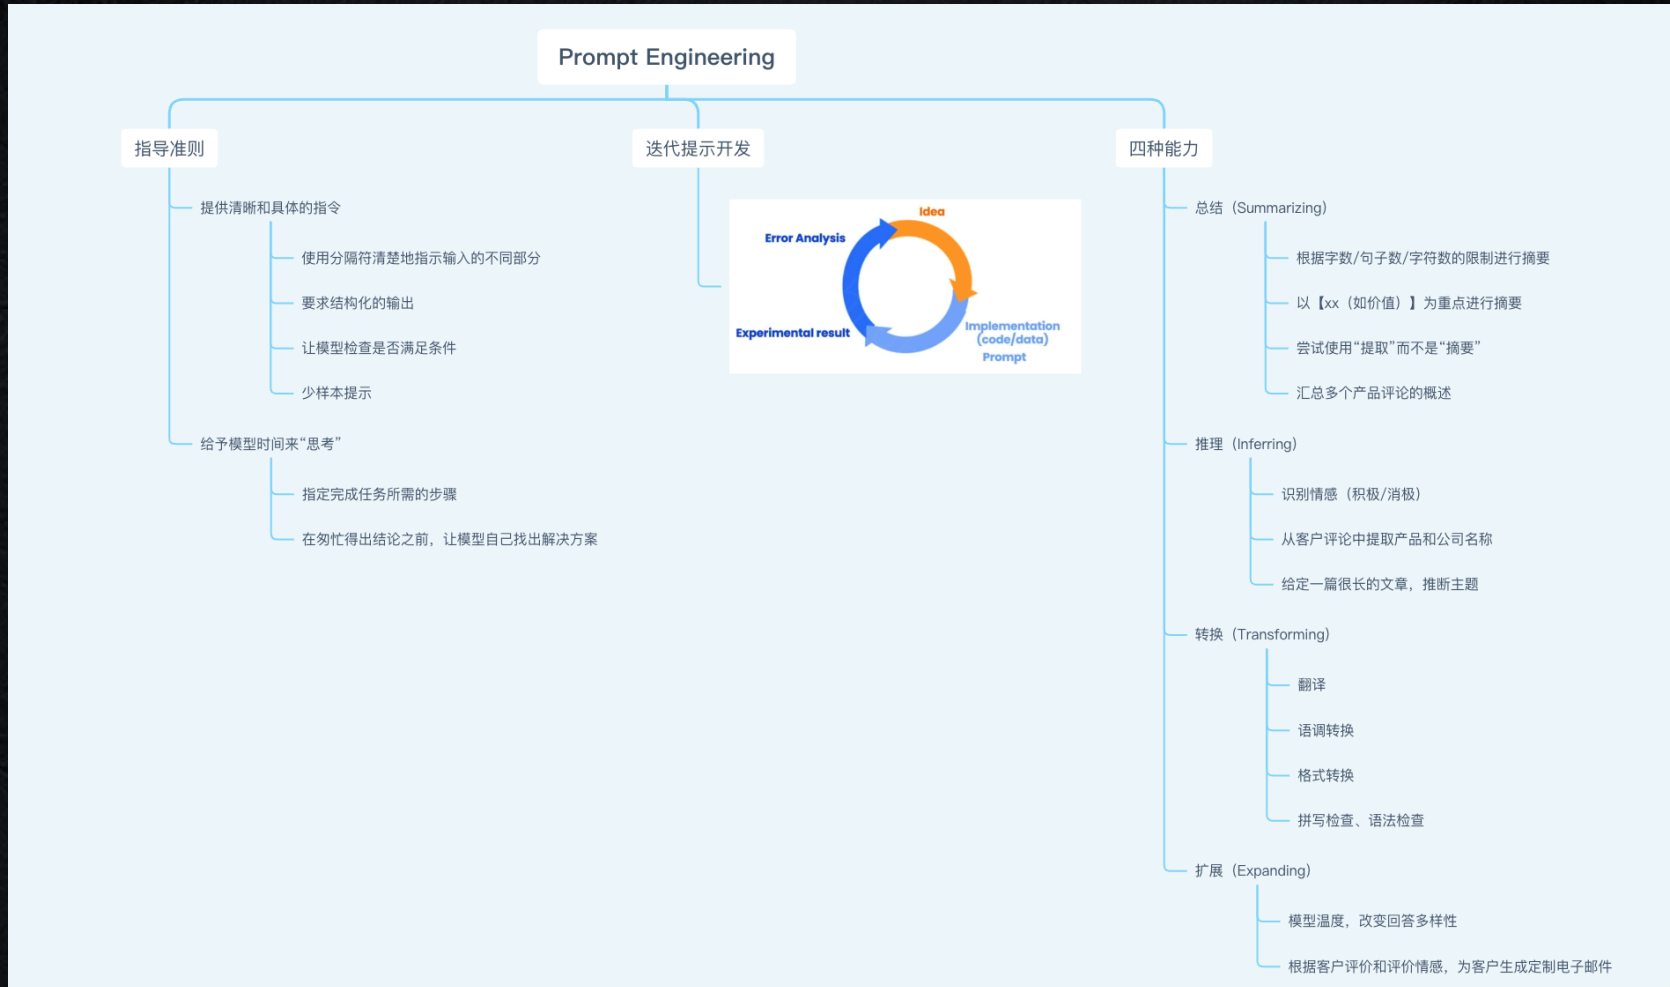 Prompt Engineering
指导准则
提供清晰和具体的指令
使用分隔符清楚地指示输入的不同部分
要求结构化的输出
让模型检查是否满足条件
少样本提示
给予模型时间来“思考”
指定完成任务所需的步骤
在匆忙得出结论之前，让模型自己找出解决方案
迭代提示开发
Idea
Error Analysis
Experimental result
Implementation
(code/data)
Prompt
四种能力
总结（Summarizing）
根据字数/句子数/字符数的限制进行摘要
以【xx（如价值）】为重点进行摘要
尝试使用“提取”而不是“摘要”
汇总多个产品评论的概述
推理（Inferring）
识别情感（积极/消极）
从客户评论中提取产品和公司名称
给定一篇很长的文章，推断主题
转换（Transforming）
翻译
语调转换
格式转换
拼写检查、语法检查
扩展（Expanding）
模型温度，改变回答多样性
根据客户评价和评价情感，为客户生成定制电子邮件